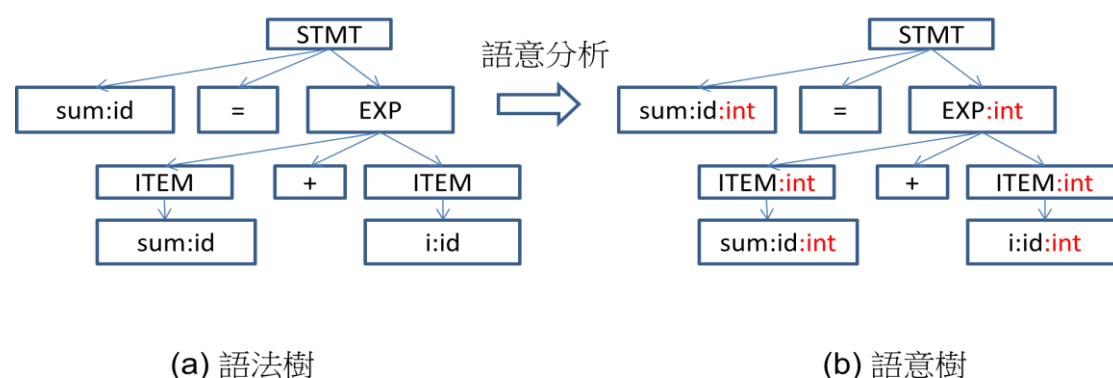 STMT
sum:id
=
EXP
ITEM
+
ITEM
sum:id
i:id
(a) 語法樹
語意分析
STMT
sum:id:int
=
EXP:int
ITEM:int
+
ITEM:int
sum:id:int
i:id:int
(b) 語意樹